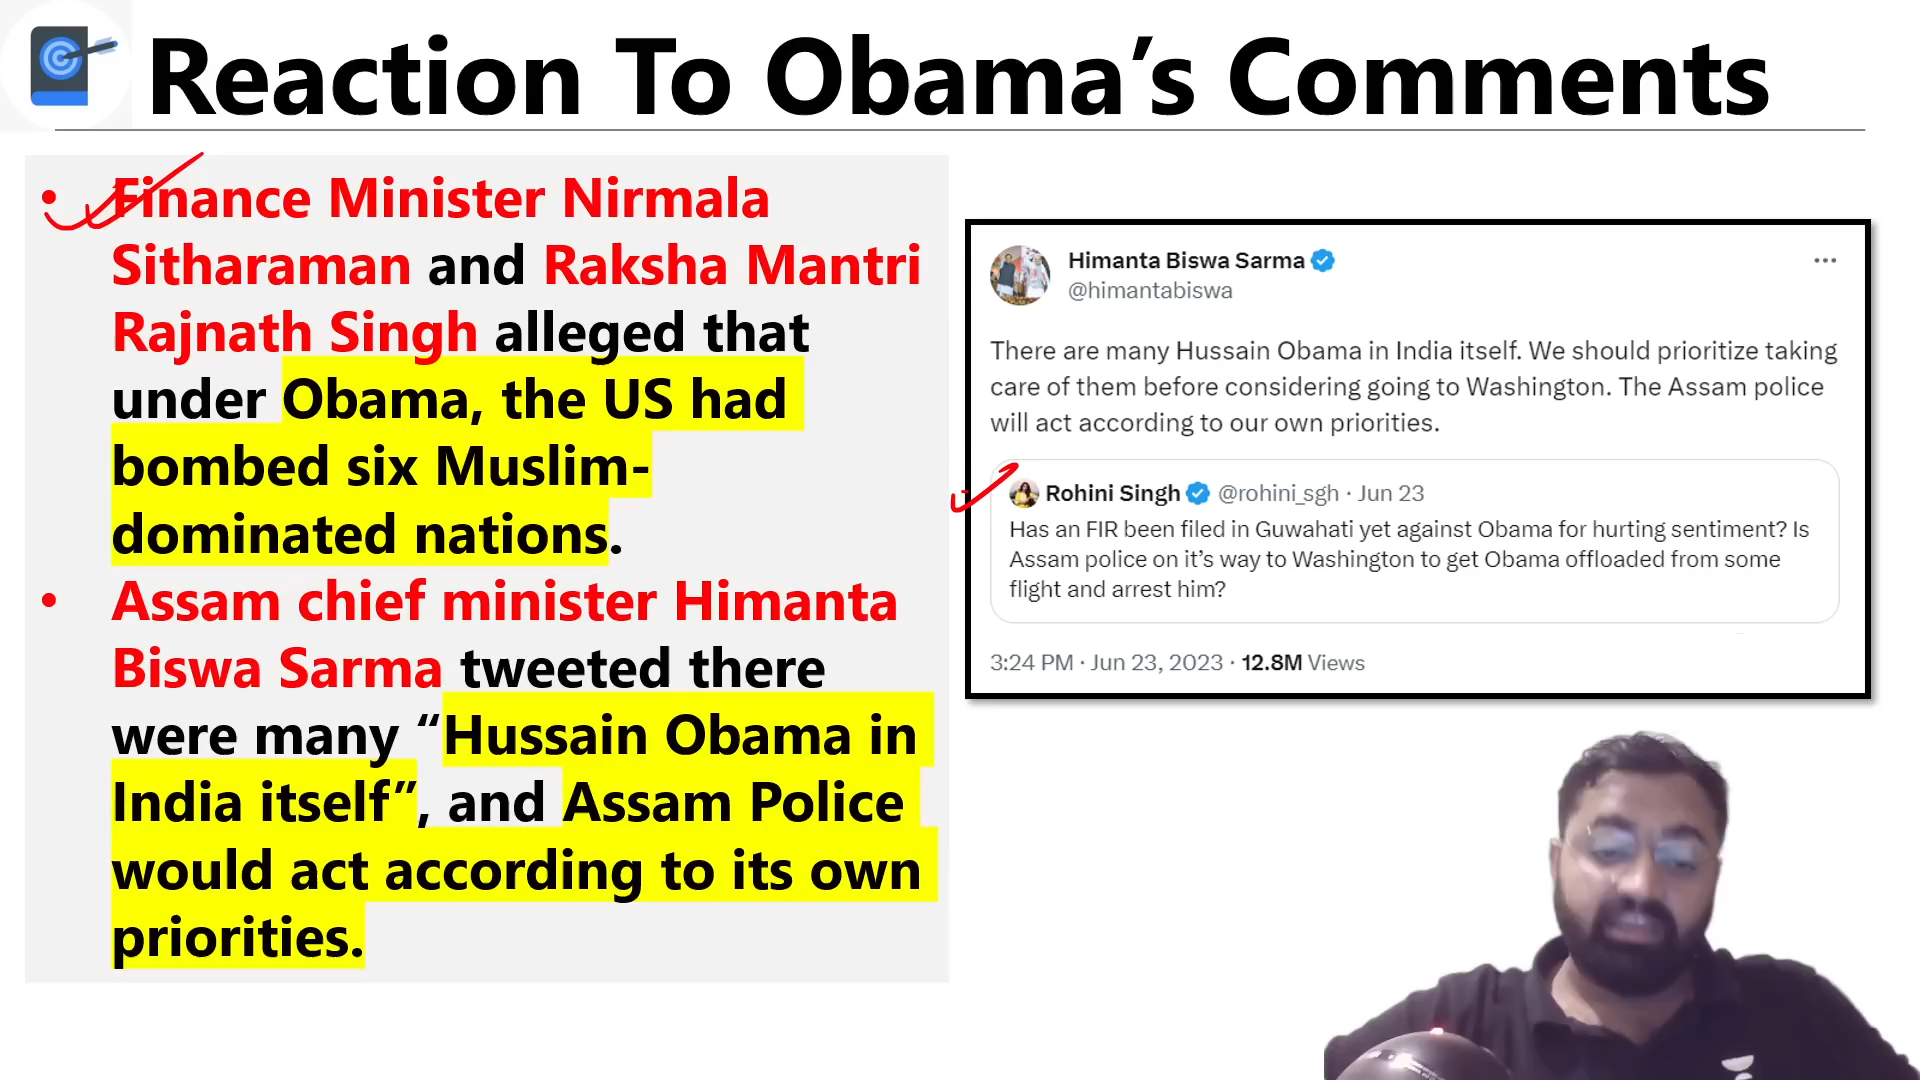 Reaction To Obama’s Comments
• Finance Minister Nirmala
Sitharaman and Raksha Mantri
Rajnath Singh alleged that
under Obama, the US had
bombed six Muslim-
dominated nations.
• Assam chief minister Himanta
Biswa Sarma tweeted there
were many “Hussain Obama in
India itself”, and Assam Police
would act according to its own
priorities.
Himanta Biswa Sarma
@himantabiswa
There are many Hussain Obama in India itself. We should prioritize taking
care of them before considering going to Washington. The Assam police
will act according to our own priorities.
Rohini Singh @rohini_sgh · Jun 23
Has an FIR been filed in Guwahati yet against Obama for hurting sentiment? Is
Assam police on it’s way to Washington to get Obama offloaded from some
flight and arrest him?
3:24 PM · Jun 23, 2023 · 12.8M Views